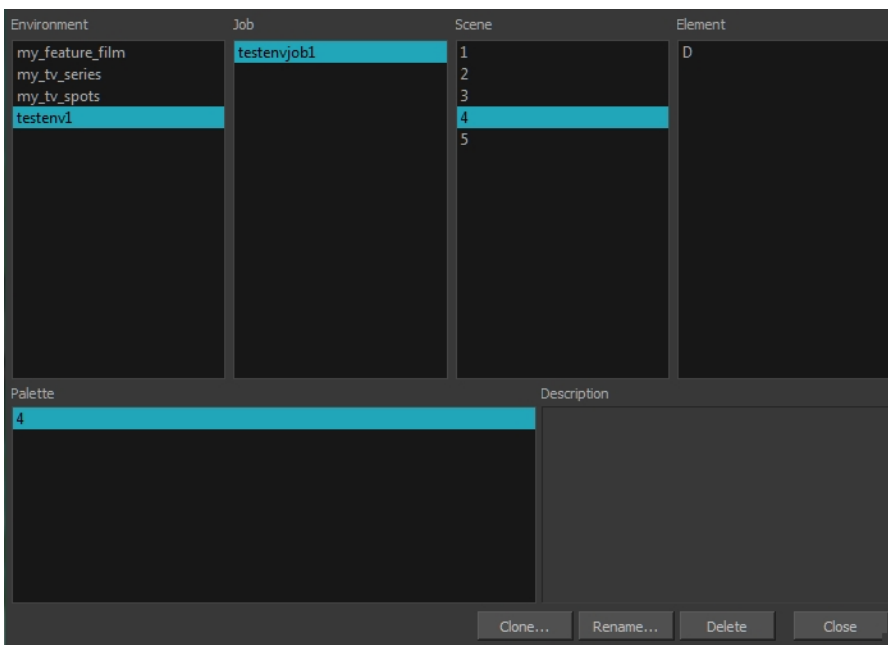 Environment Job Scene Element
my_feature_film testenvjob1 1 D
my_tv_series 2
my_tv_spots 3
testenv1 4
5
Palette Description
4
Clone... Rename... Delete Close